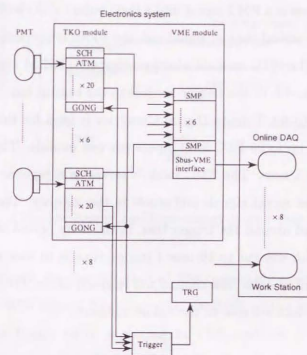 Electronics system
PMT
TKO module
VME module
SCH
ATM
× 20
GONG
× 6
SCH
ATM
× 20
GONG
× 8
SMP
× 6
SMP
Sbus-VME
interface
Online DAQ
× 8
Work Station
TRG
Trigger